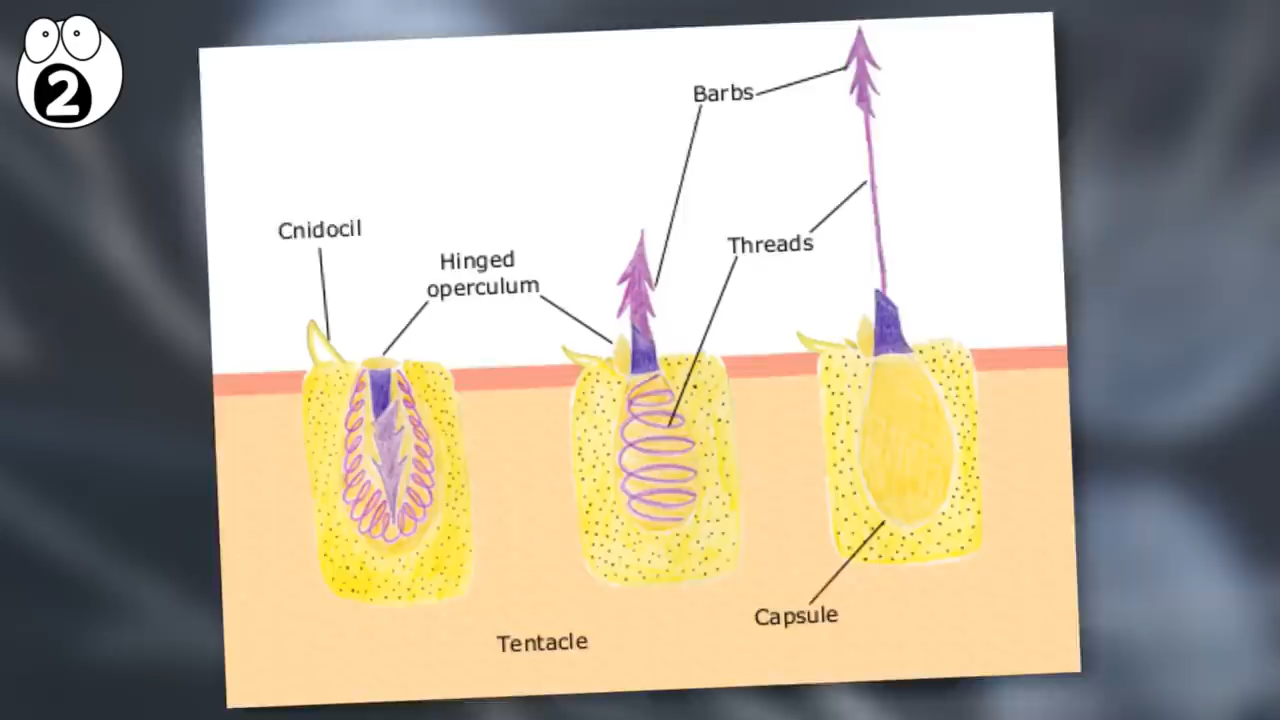 2
Barbs
Cnidocil
Hinged
operculum
Threads
Capsule
Tentacle